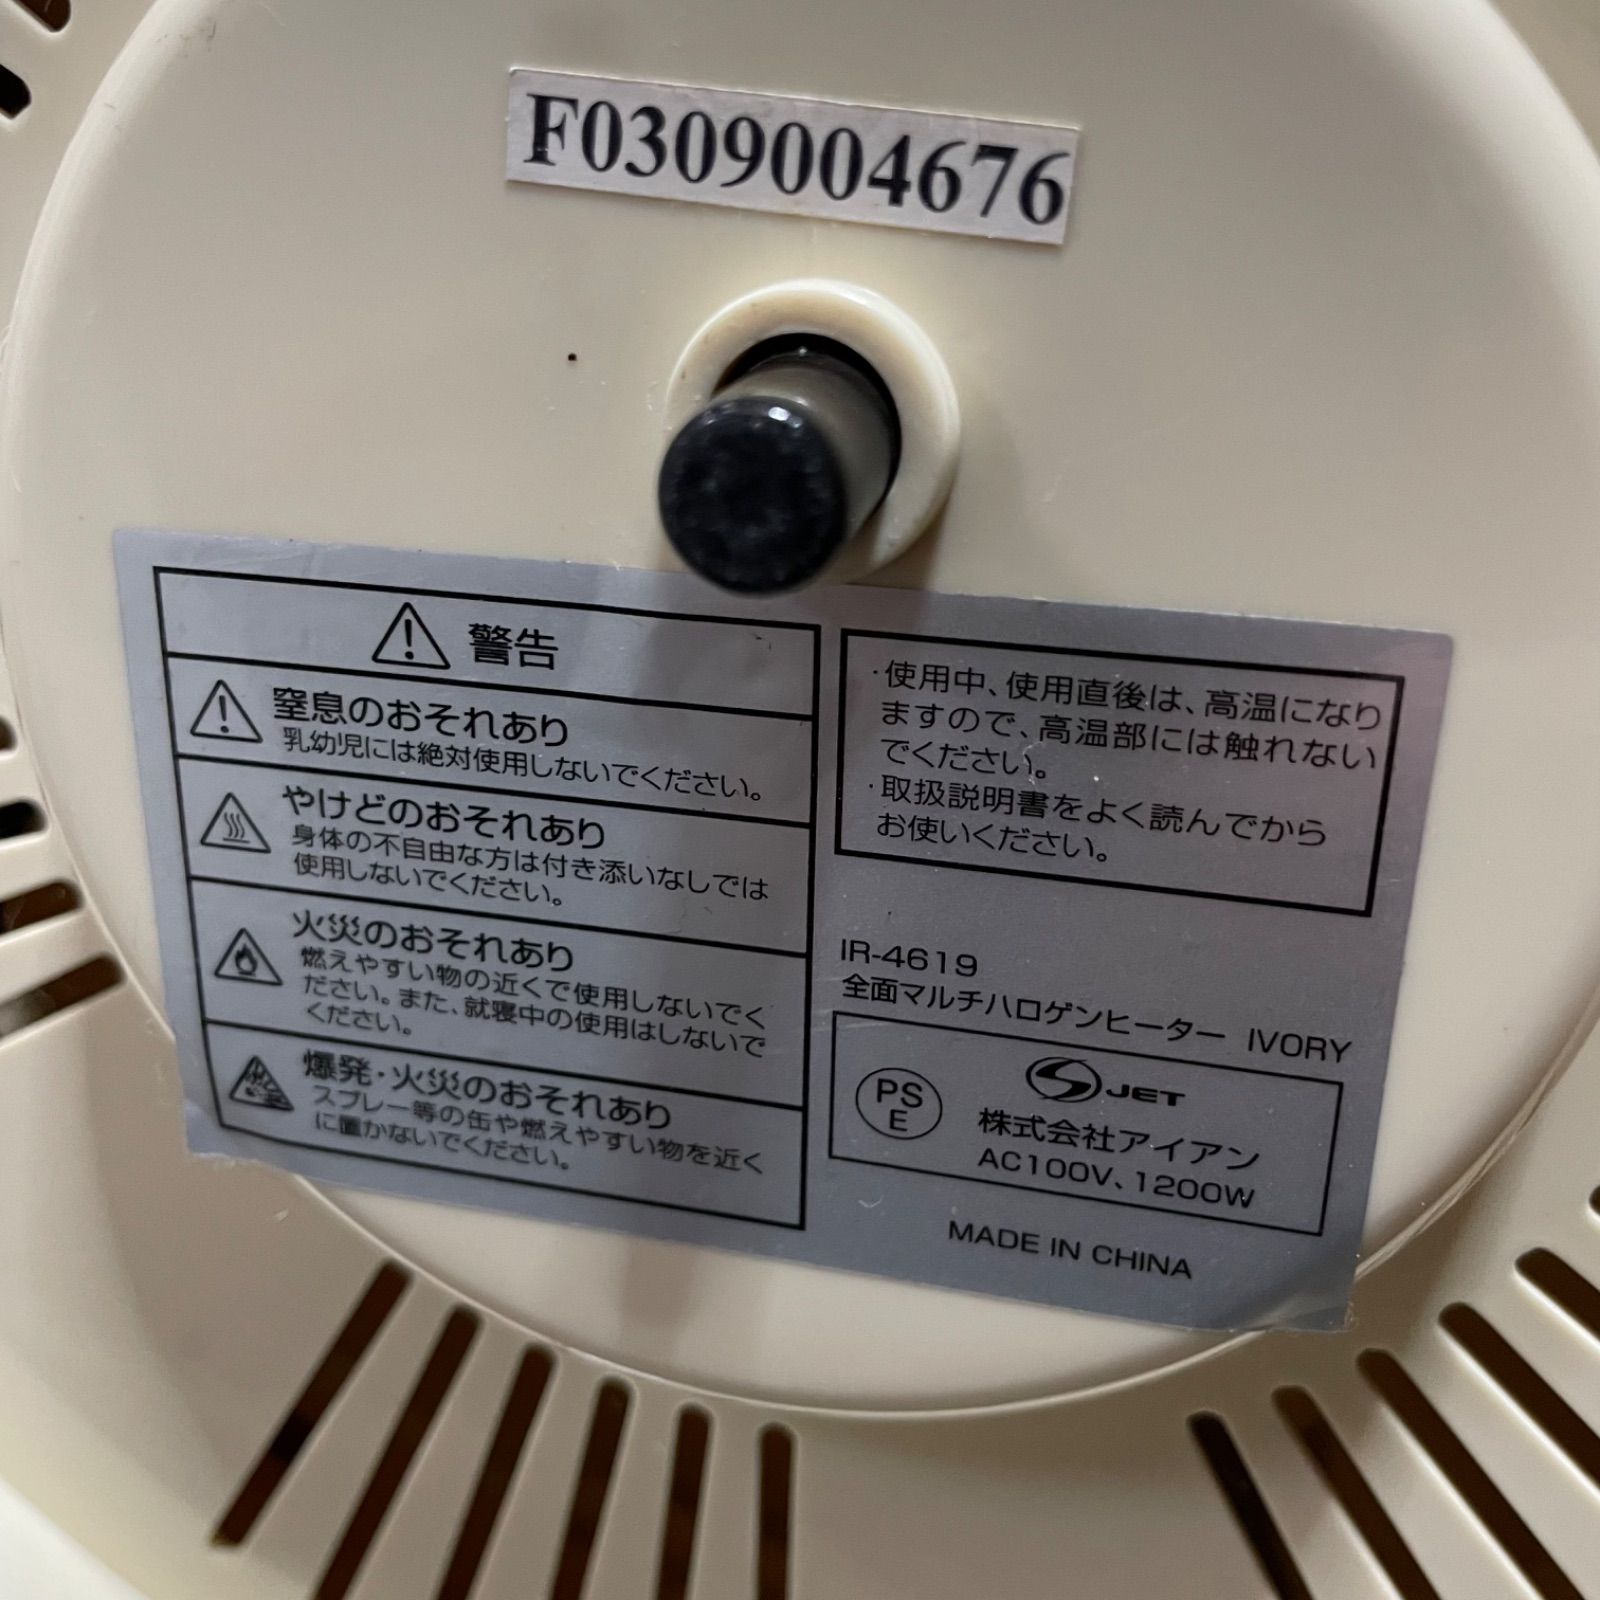 F0309004676
警告
窒息のおそれあり
乳幼児には絶対使用しないでください。
やけどのおそれあり
身体の不自由な方は付き添いなしでは
使用しないでください。
火災のおそれあり
燃えやすい物の近くで使用しないでく
ださい。また、就寝中の使用はしないで
ください。
爆発・火災のおそれあり
スプレー等の缶や燃えやすい物を近く
に置かないでください。
・使用中、使用直後は、高温になり
ますので、高温部には触れない
でください。
・取扱説明書をよく読んでから
お使いください。
IR-4619
全面マルチハロゲンヒーター IVORY
PS
E
JET
株式会社アイアン
AC100V、1200W
MADE IN CHINA